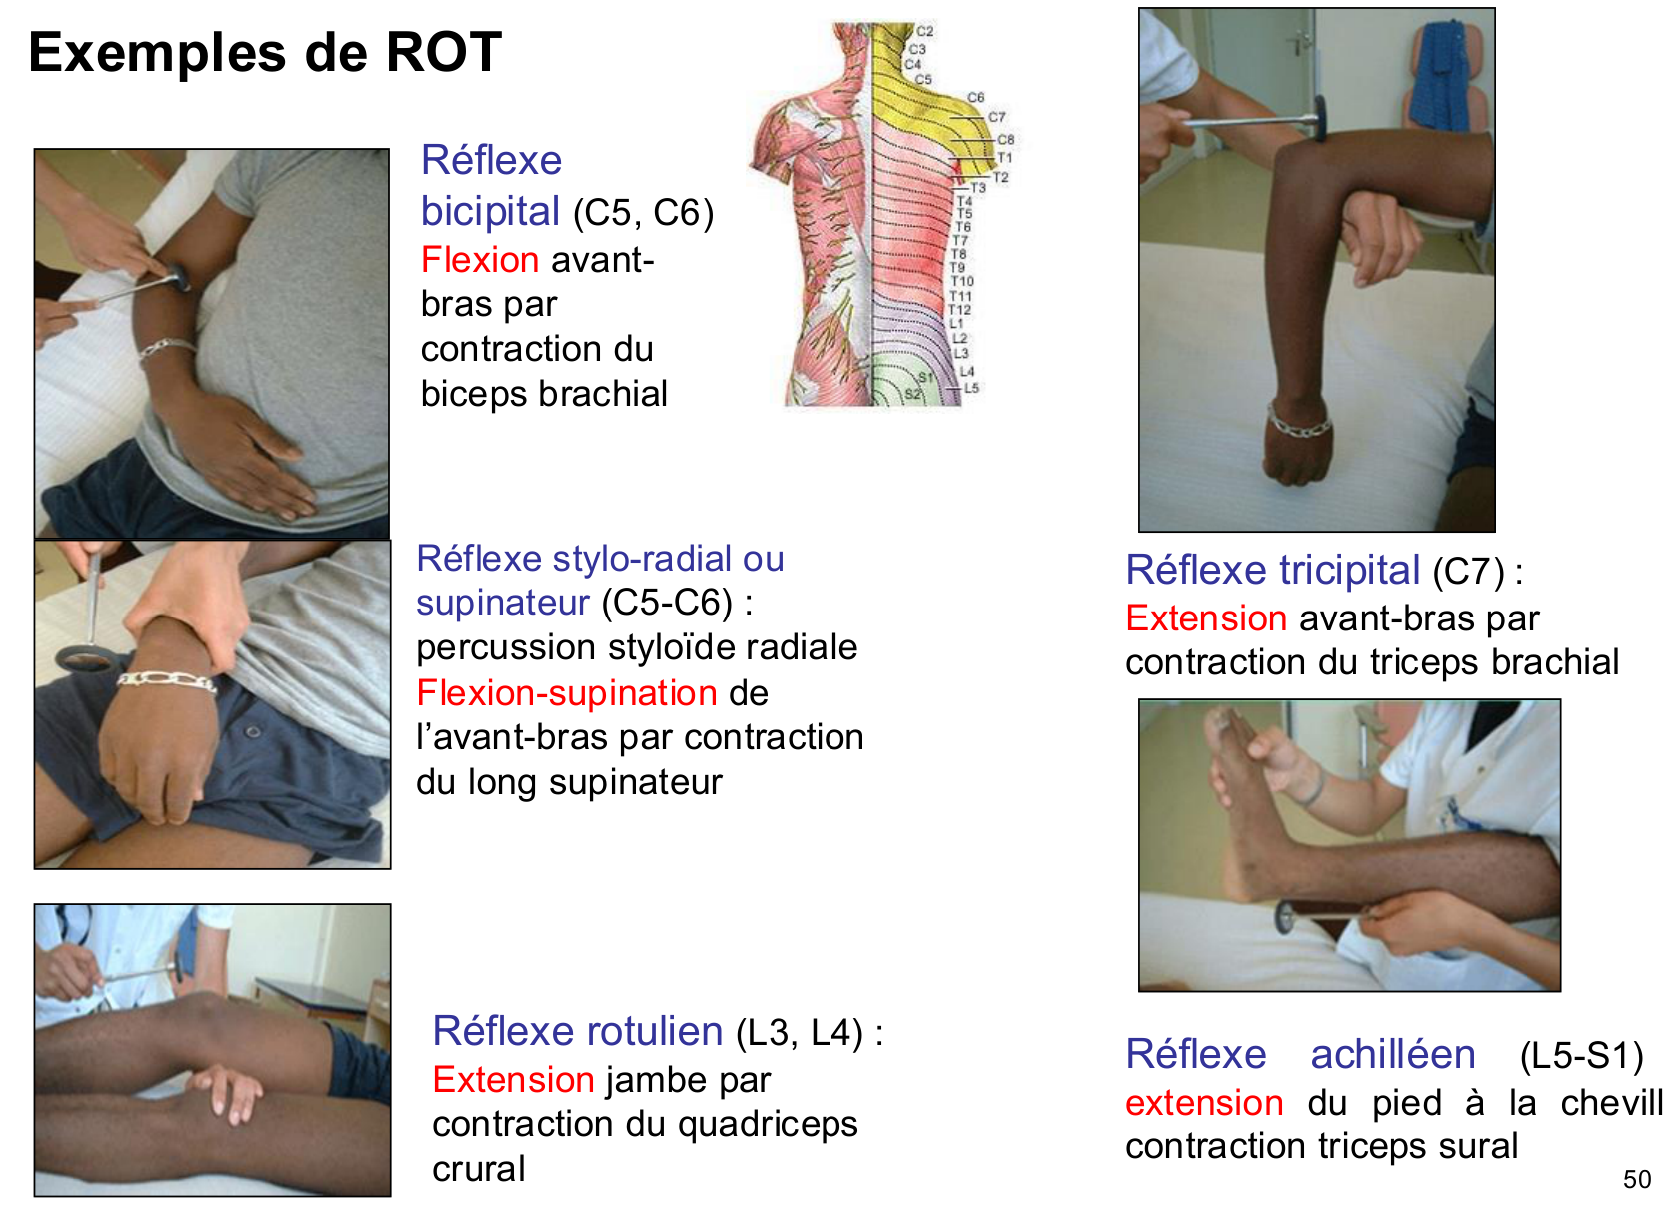 Exemples de ROT
Réflexe
bicipital (C5, C6)
Flexion avant-
bras par
contraction du
biceps brachial
C2
C3
C4
C5
C6
C7
C8
T1
T2
T3
T4
T5
T6
T7
T8
T9
T10
T11
T12
L1
L2
L3
L4
L5
S1
S2
Réflexe stylo-radial ou
supinateur (C5-C6) :
percussion styloïde radiale
Flexion-supination de
l’avant-bras par contraction
du long supinateur
Réflexe rotulien (L3, L4) :
Extension jambe par
contraction du quadriceps
crural
Réflexe tricipital (C7) :
Extension avant-bras par
contraction du triceps brachial
Réflexe achilléen (L5-S1)
extension du pied à la chevill
contraction triceps sural
50